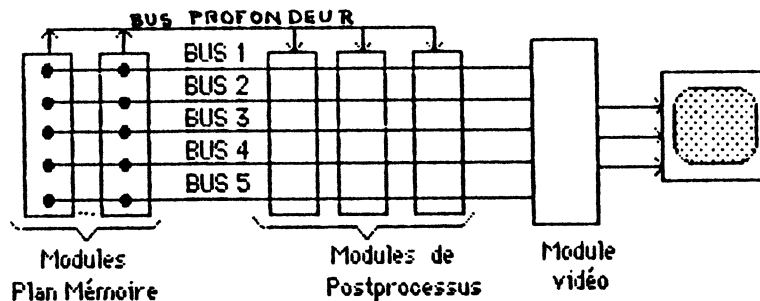 BUS PROFONDEUR
BUS 1
BUS 2
BUS 3
BUS 4
BUS 5
...
Modules
Plan Mémoire
Modules de
Postprocessus
Module
vidéo